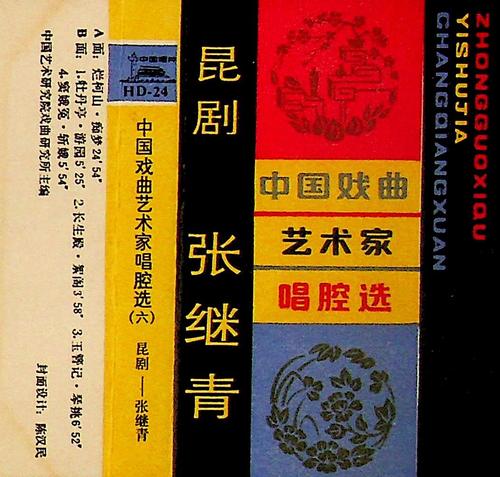 ZHONGGUOXIQU
YISHUJIA
CHANGQIANGXUAN
中国戏曲
艺术家
唱腔选
昆剧
张继青
中国唱片
HD-24
中国戏曲艺术家唱腔选(六) 昆剧——张继青
A面：烂柯山·痴梦24′54″
B面：1.牡丹亭·游园5′25″ 2.长生殿·絮阁3′58″ 3.玉簪记·琴挑6′52″
4.窦娥冤·斩娥5′54″
中国艺术研究院戏曲研究所主编
封面设计：陈汉民